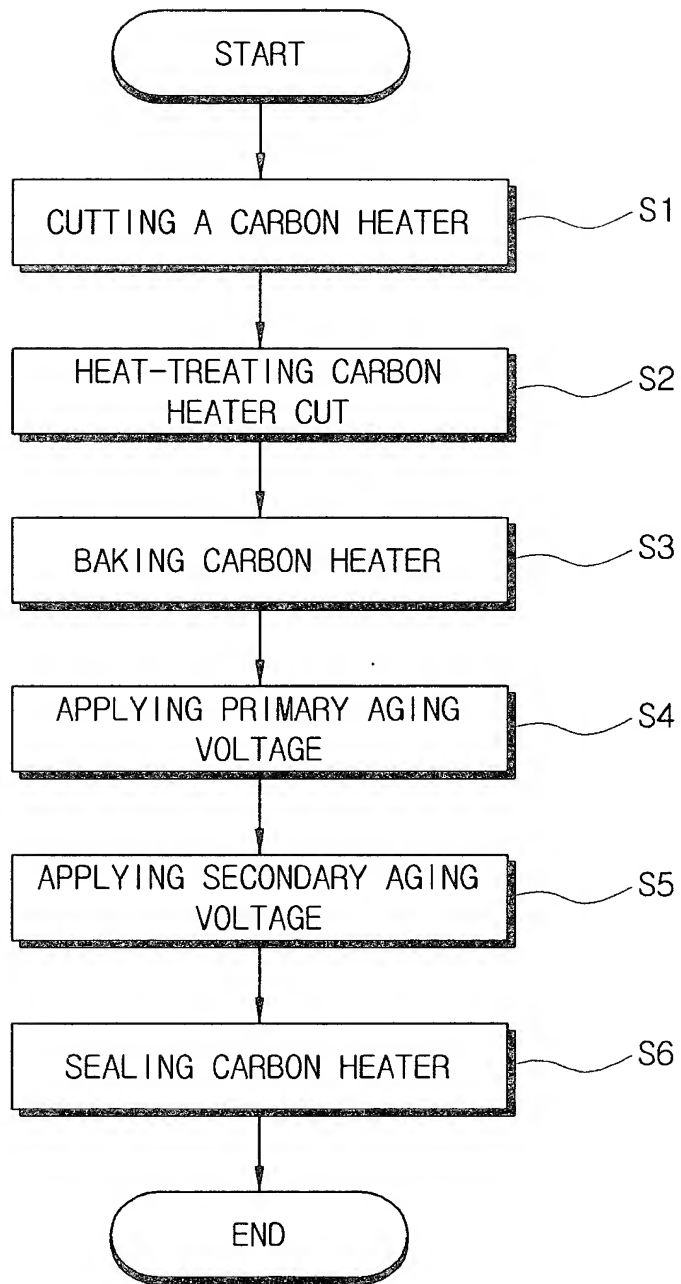 START
CUTTING A CARBON HEATER
S1
HEAT-TREATING CARBON
HEATER CUT
S2
BAKING CARBON HEATER
S3
APPLYING PRIMARY AGING
VOLTAGE
S4
APPLYING SECONDARY AGING
VOLTAGE
S5
SEALING CARBON HEATER
S6
END